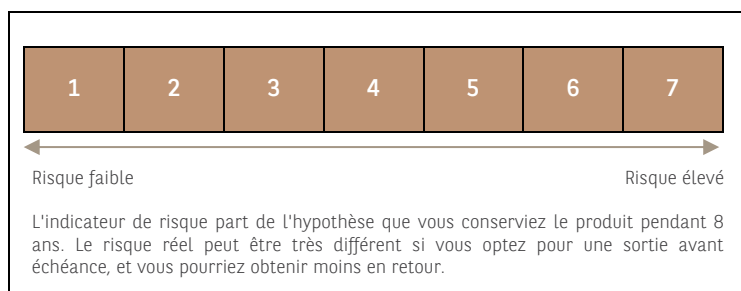 1 2 3 4 5 6 7
Risque faible Risque élevé
L'indicateur de risque part de l'hypothèse que vous conserviez le produit pendant 8
ans. Le risque réel peut être très différent si vous optez pour une sortie avant
échéance, et vous pourriez obtenir moins en retour.